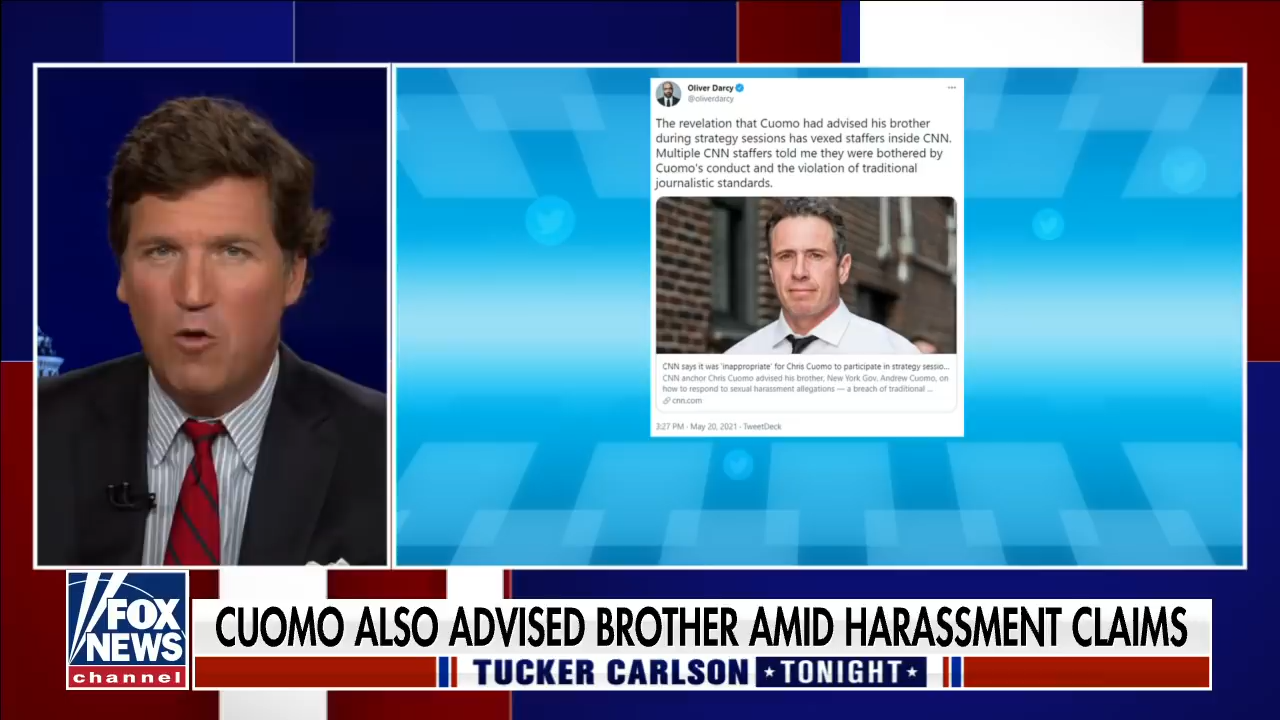 Oliver Darcy
@oliverdarcy
The revelation that Cuomo had advised his brother
during strategy sessions has vexed staffers inside CNN.
Multiple CNN staffers told me they were bothered by
Cuomo's conduct and the violation of traditional
journalistic standards.
CNN says it was 'inappropriate' for Chris Cuomo to participate in strategy sessio...
CNN anchor Chris Cuomo advised his brother, New York Gov. Andrew Cuomo, on
how to respond to sexual harassment allegations — a breach of traditional ...
cnn.com
3:27 PM · May 20, 2021 · TweetDeck
FOX
NEWS
channel
CUOMO ALSO ADVISED BROTHER AMID HARASSMENT CLAIMS
TUCKER CARLSON TONIGHT